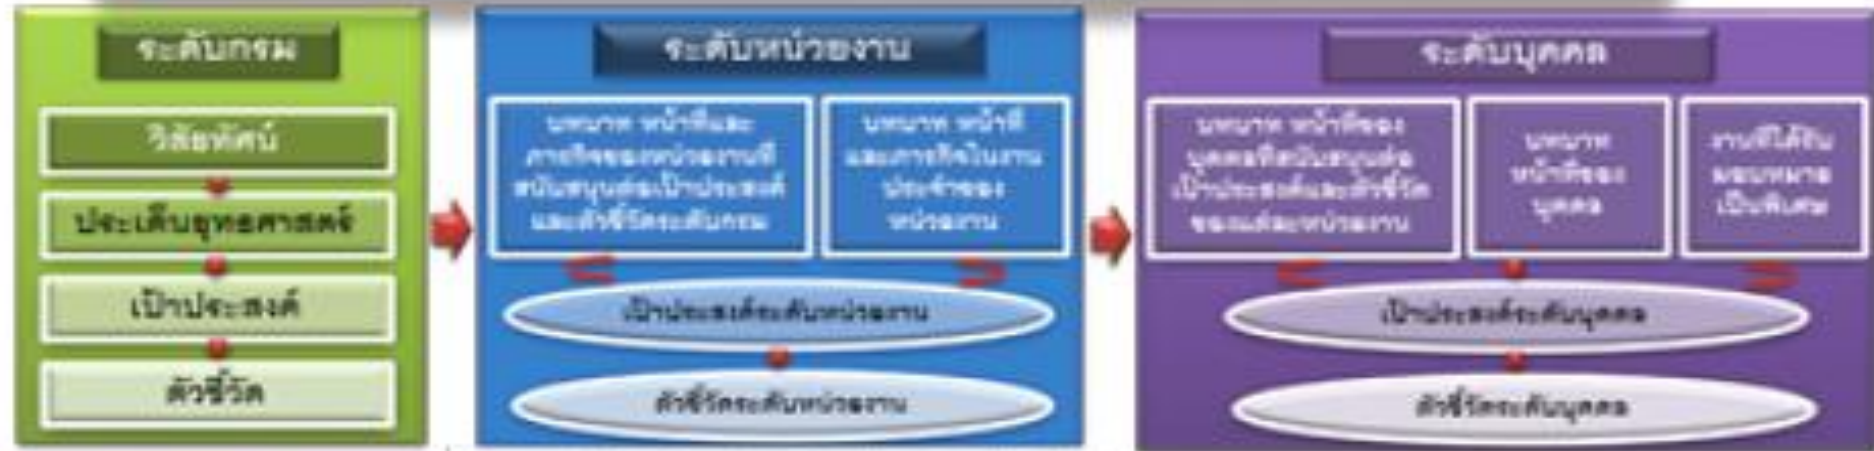 ระดับกรม
วิสัยทัศน์
ประเด็นยุทธศาสตร์
เป้าประสงค์
ตัวชี้วัด
ระดับหน่วยงาน
บทบาท หน้าที่และ
ภารกิจของหน่วยงานที่
สนับสนุนต่อเป้าประสงค์
และตัวชี้วัดระดับกรม
บทบาท หน้าที่
และภารกิจในงาน
ประจำของ
หน่วยงาน
เป้าประสงค์ระดับหน่วยงาน
ตัวชี้วัดระดับหน่วยงาน
ระดับบุคคล
บทบาท หน้าที่ของ
บุคคลที่สนับสนุนต่อ
เป้าประสงค์และตัวชี้วัด
ของแต่ละหน่วยงาน
บทบาท
หน้าที่ของ
บุคคล
งานที่ได้รับ
มอบหมาย
เป็นพิเศษ
เป้าประสงค์ระดับบุคคล
ตัวชี้วัดระดับบุคคล